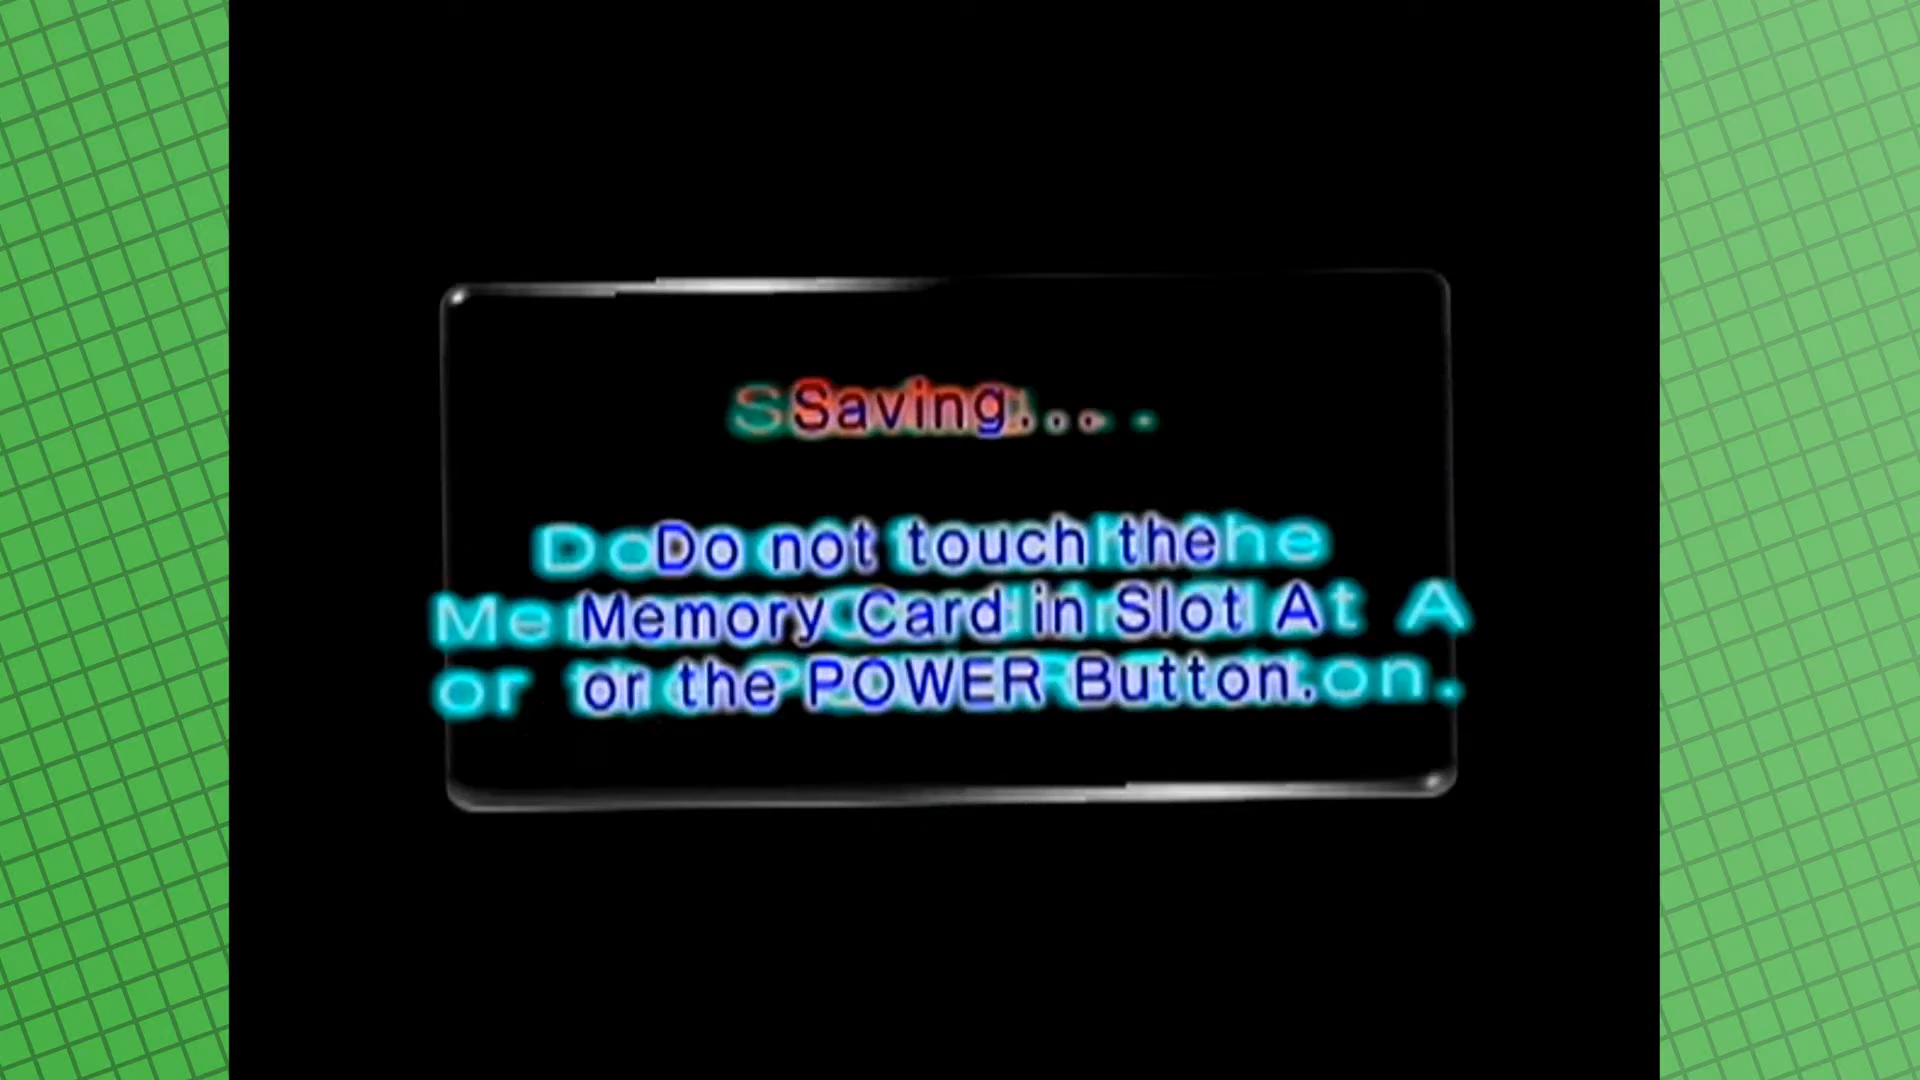 Saving...
Do not touch the
Memory Card in Slot A
or the POWER Button.